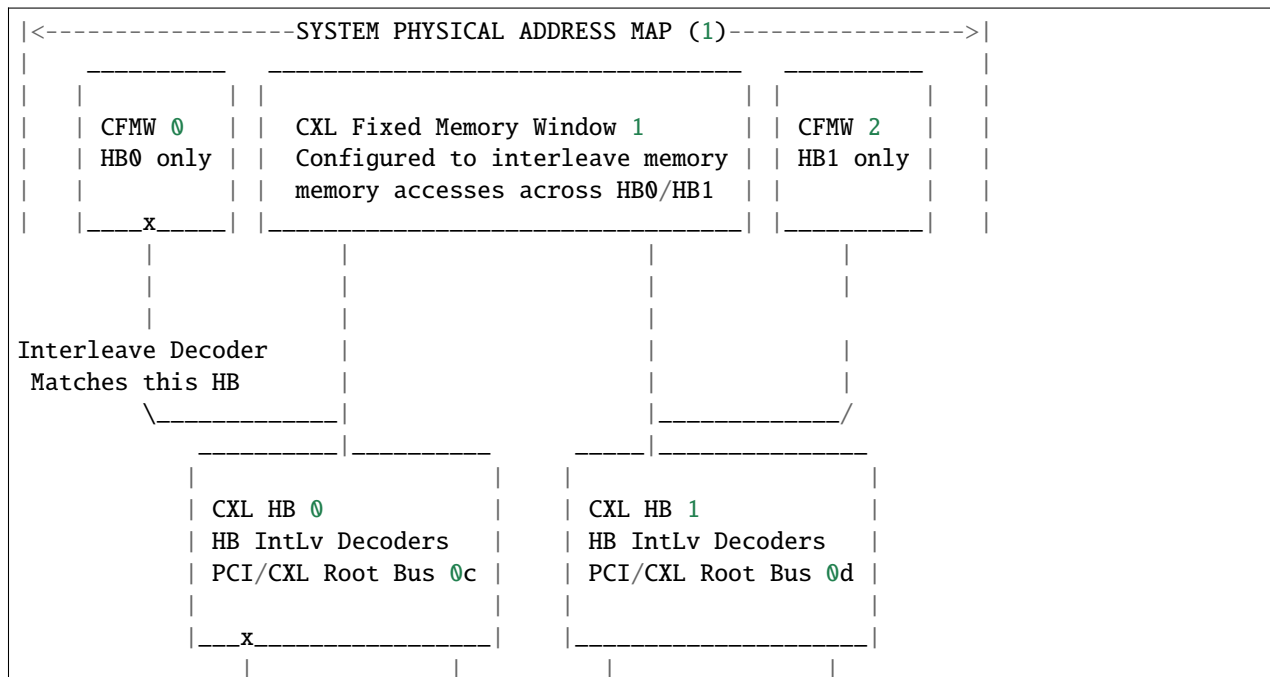 |<------------------SYSTEM PHYSICAL ADDRESS MAP (1)----------------->|
CFMW 0 CXL Fixed Memory Window 1 CFMW 2
HB0 only Configured to interleave memory HB1 only
memory accesses across HB0/HB1
x
Interleave Decoder
Matches this HB
CXL HB 0 CXL HB 1
HB IntLv Decoders HB IntLv Decoders
PCI/CXL Root Bus 0c PCI/CXL Root Bus 0d
x